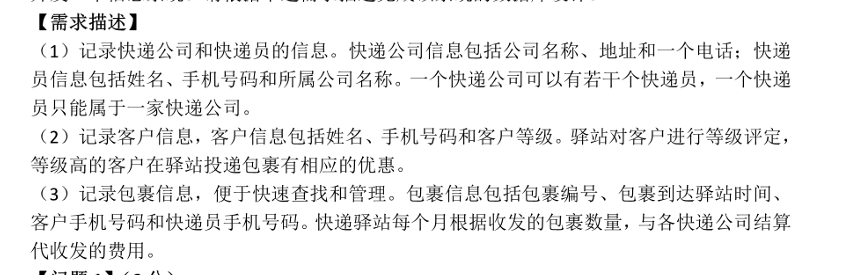 【需求描述】
（1）记录快递公司和快递员的信息。快递公司信息包括公司名称、地址和一个电话；快递
员信息包括姓名、手机号码和所属公司名称。一个快递公司可以有若干个快递员，一个快递
员只能属于一家快递公司。
（2）记录客户信息，客户信息包括姓名、手机号码和客户等级。驿站对客户进行等级评定，
等级高的客户在驿站投递包裹有相应的优惠。
（3）记录包裹信息，便于快速查找和管理。包裹信息包括包裹编号、包裹到达驿站时间、
客户手机号码和快递员手机号码。快递驿站每个月根据收发的包裹数量，与各快递公司结算
代收发的费用。